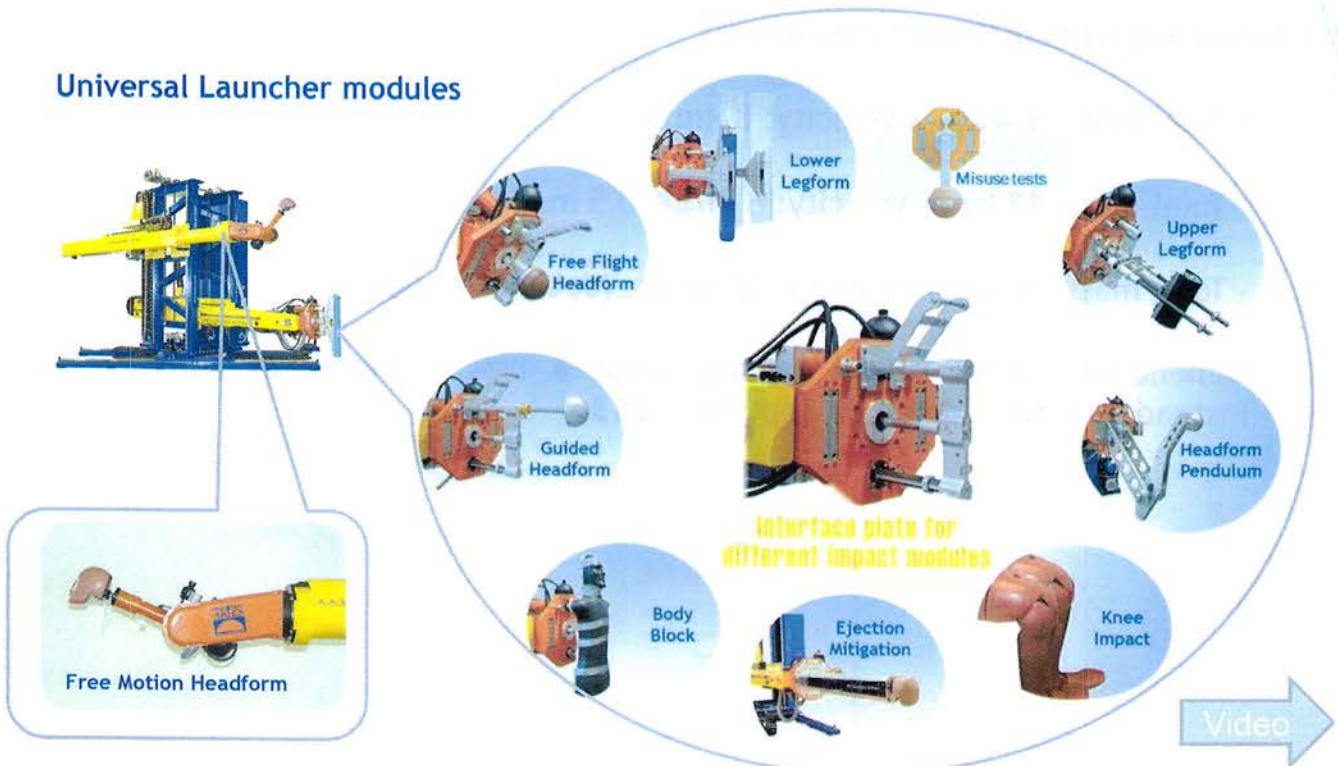 Universal Launcher modules
Lower
Legform
Misuse tests
Free Flight
Headform
Upper
Legform
Guided
Headform
Headform
Pendulum
Interface plate for
different impact modules
Body
Block
Ejection
Mitigation
Knee
Impact
Free Motion Headform
Video